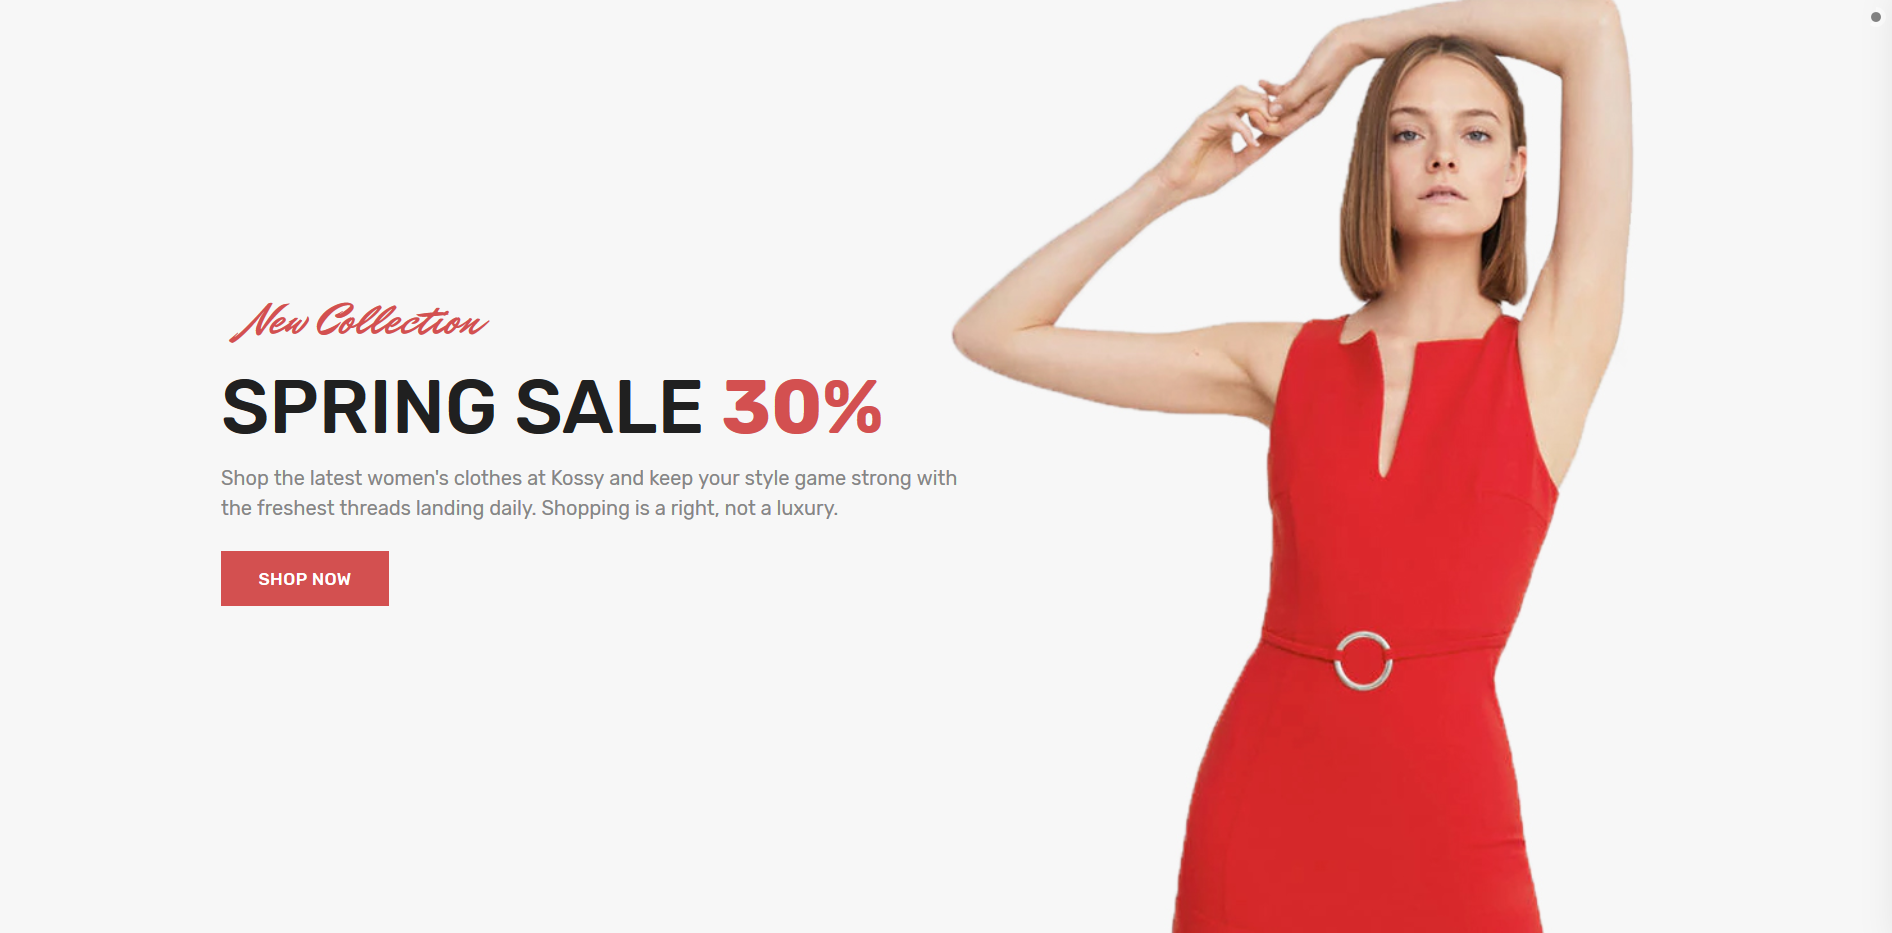 New Collection
SPRING SALE 30%
Shop the latest women's clothes at Kossy and keep your style game strong with
the freshest threads landing daily. Shopping is a right, not a luxury.
SHOP NOW